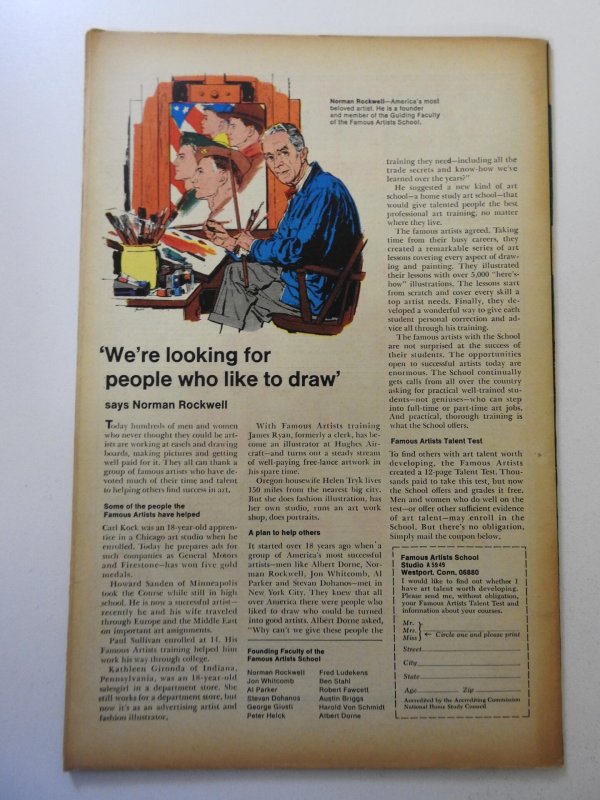 Norman Rockwell—America's most
beloved artist. He is a founder
and member of the Guiding Faculty
of the Famous Artists School.
'We're looking for
people who like to draw'
says Norman Rockwell
Today hundreds of men and women
who never thought they could be art-
ists are working at easels and drawing
boards, making pictures and getting
well paid for it. They all can thank a
group of famous artists who have de-
voted much of their time and talent
to helping others find success in art.
Some of the people the
Famous Artists have helped
Carl Kock was an 18-year-old appren-
tice in a Chicago art studio when he
enrolled. Today he prepares ads for
such companies as General Motors
and Firestone—has won five gold
medals.
Howard Sanden of Minneapolis
took the Course while still in high
school. He is now a successful artist—
recently he and his wife traveled
through Europe and the Middle East
on important art assignments.
Paul Sullivan enrolled at 14. His
Famous Artists training helped him
work his way through college.
Kathleen Gironda of Indiana,
Pennsylvania, was an 18-year-old
salesgirl in a department store. She
still works for a department store, but
now it's as an advertising artist and
fashion illustrator.
With Famous Artists training
James Ryan, formerly a clerk, has be-
come an illustrator at Hughes Air-
craft—and turns out a steady stream
of well-paying free-lance artwork in
his spare time.
Oregon housewife Helen Tryk lives
150 miles from the nearest big city.
But she does fashion illustration, has
her own studio, runs an art work
shop, does portraits.
A plan to help others
It started over 18 years ago when a
group of America's most successful
artists—men like Albert Dorne, Nor-
man Rockwell, Jon Whitcomb, Al
Parker and Stevan Dohanos—met in
New York City. They knew that all
over America there were people who
liked to draw who could be turned
into good artists. Albert Dorne asked,
"Why can't we give these people the
Founding Faculty of the
Famous Artists School
Norman Rockwell
Jon Whitcomb
Al Parker
Stevan Dohanos
George Giusti
Peter Helck
Fred Ludekens
Ben Stahl
Robert Fawcett
Austin Briggs
Harold Von Schmidt
Albert Dorne
training they need—including all the
trade secrets and know-how we've
learned over the years?"
He suggested a new kind of art
school—a home study art school—that
would give talented people the best
professional art training, no matter
where they live.
The famous artists agreed. Taking
time from their busy careers, they
created a remarkable series of art
lessons covering every aspect of draw-
ing and painting. They illustrated
their lessons with over 5,000 "here's-
how" illustrations. The lessons start
from scratch and cover every skill a
top artist needs. Finally, they de-
veloped a wonderful way to give each
student personal correction and ad-
vice all through his training.
The famous artists with the School
are not surprised at the success of
their students. The opportunities
open to successful artists today are
enormous. The School continually
gets calls from all over the country
asking for practical well-trained stu-
dents—not geniuses—who can step
into full-time or part-time art jobs.
And practical, thorough training is
what the School offers.
Famous Artists Talent Test
To find others with art talent worth
developing, the Famous Artists
created a 12-page Talent Test. Thou-
sands paid to take this test, but now
the School offers and grades it free.
Men and women who do well on the
test—or offer other sufficient evidence
of art talent—may enroll in the
School. But there's no obligation.
Simply mail the coupon below.
Famous Artists School
Studio A 5949
Westport, Conn. 06880
I would like to find out whether I
have art talent worth developing.
Please send me, without obligation,
your Famous Artists Talent Test and
information about your courses.
Mr.
Mrs.
Miss
← Circle one and please print
Street
City
State
Age Zip
Accredited by the Accrediting Commission
National Home Study Council